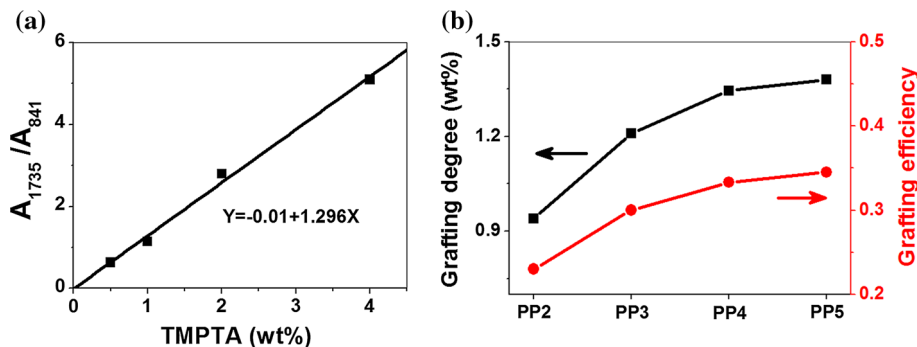 (a)
6
4
2
0
A1735/A841
Y=-0.01+1.296X
0 1 2 3 4
TMPTA (wt%)
(b)
1.5
1.2
0.9
Grafting degree (wt%)
0.5
0.4
0.3
0.2
Grafting efficiency
PP2 PP3 PP4 PP5